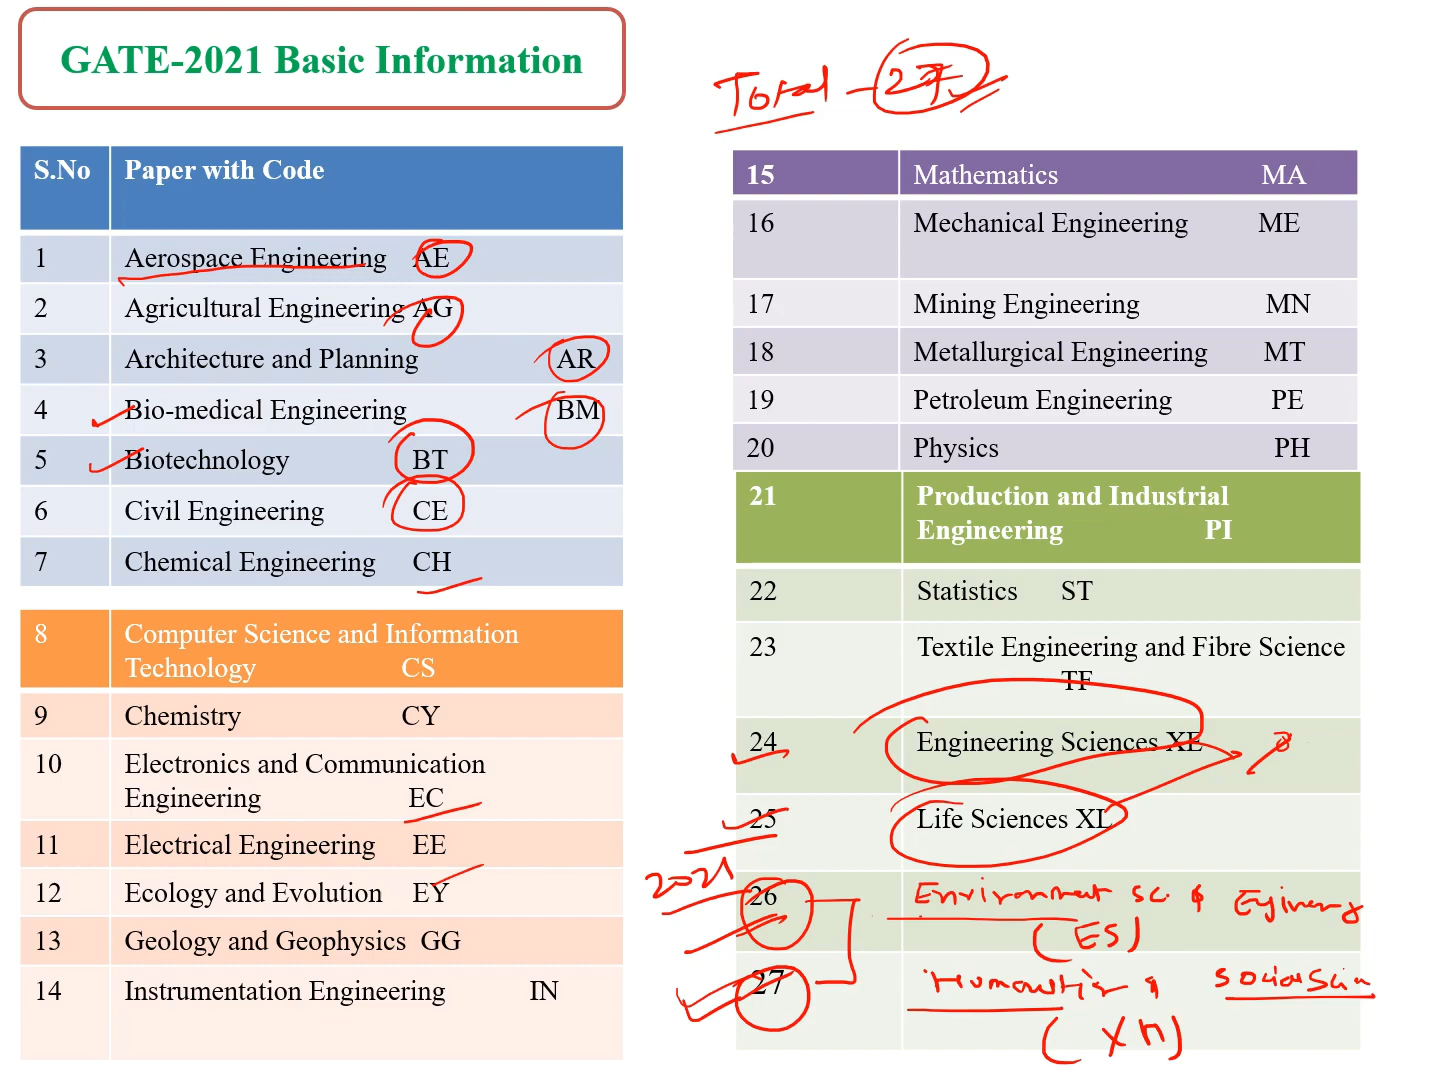 GATE-2021 Basic Information
Total - 27
S.No Paper with Code
1 Aerospace Engineering AE
2 Agricultural Engineering AG
3 Architecture and Planning AR
4 Bio-medical Engineering BM
5 Biotechnology BT
6 Civil Engineering CE
7 Chemical Engineering CH
8 Computer Science and Information
Technology CS
9 Chemistry CY
10 Electronics and Communication
Engineering EC
11 Electrical Engineering EE
12 Ecology and Evolution EY
13 Geology and Geophysics GG
14 Instrumentation Engineering IN
15 Mathematics MA
16 Mechanical Engineering ME
17 Mining Engineering MN
18 Metallurgical Engineering MT
19 Petroleum Engineering PE
20 Physics PH
21 Production and Industrial
Engineering PI
22 Statistics ST
23 Textile Engineering and Fibre Science
TF
24 Engineering Sciences XE
25 Life Sciences XL
2021
26 Environment Sc. &
(ES)
27 &
(XH)